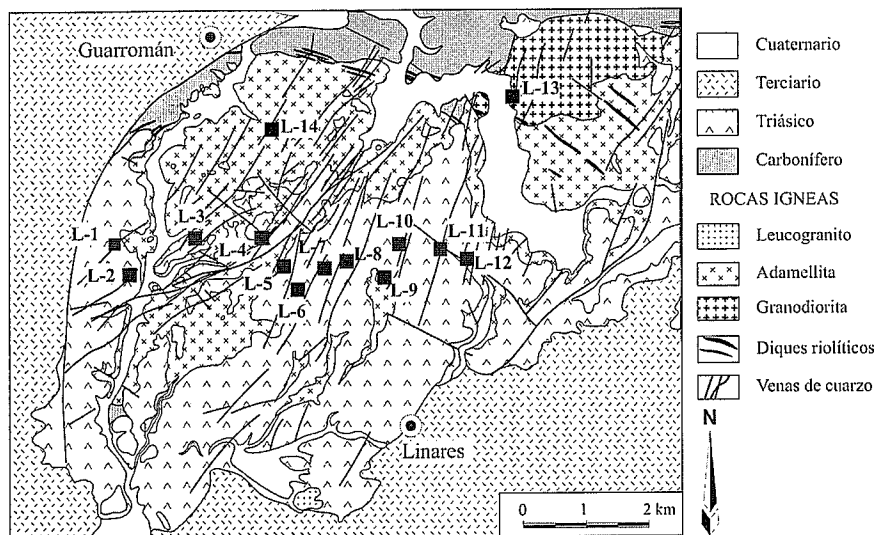 Guarromán
L-13
L-14
L-3
L-1
L-10
L-4
L-7
L-11
L-8
L-2
L-12
L-5
L-9
L-6
Linares
0 1 2 km
Cuaternario
Terciario
Triásico
Carbonífero
ROCAS IGNEAS
Leucogranito
Adamellita
Granodiorita
Diques riolíticos
Venas de cuarzo
N